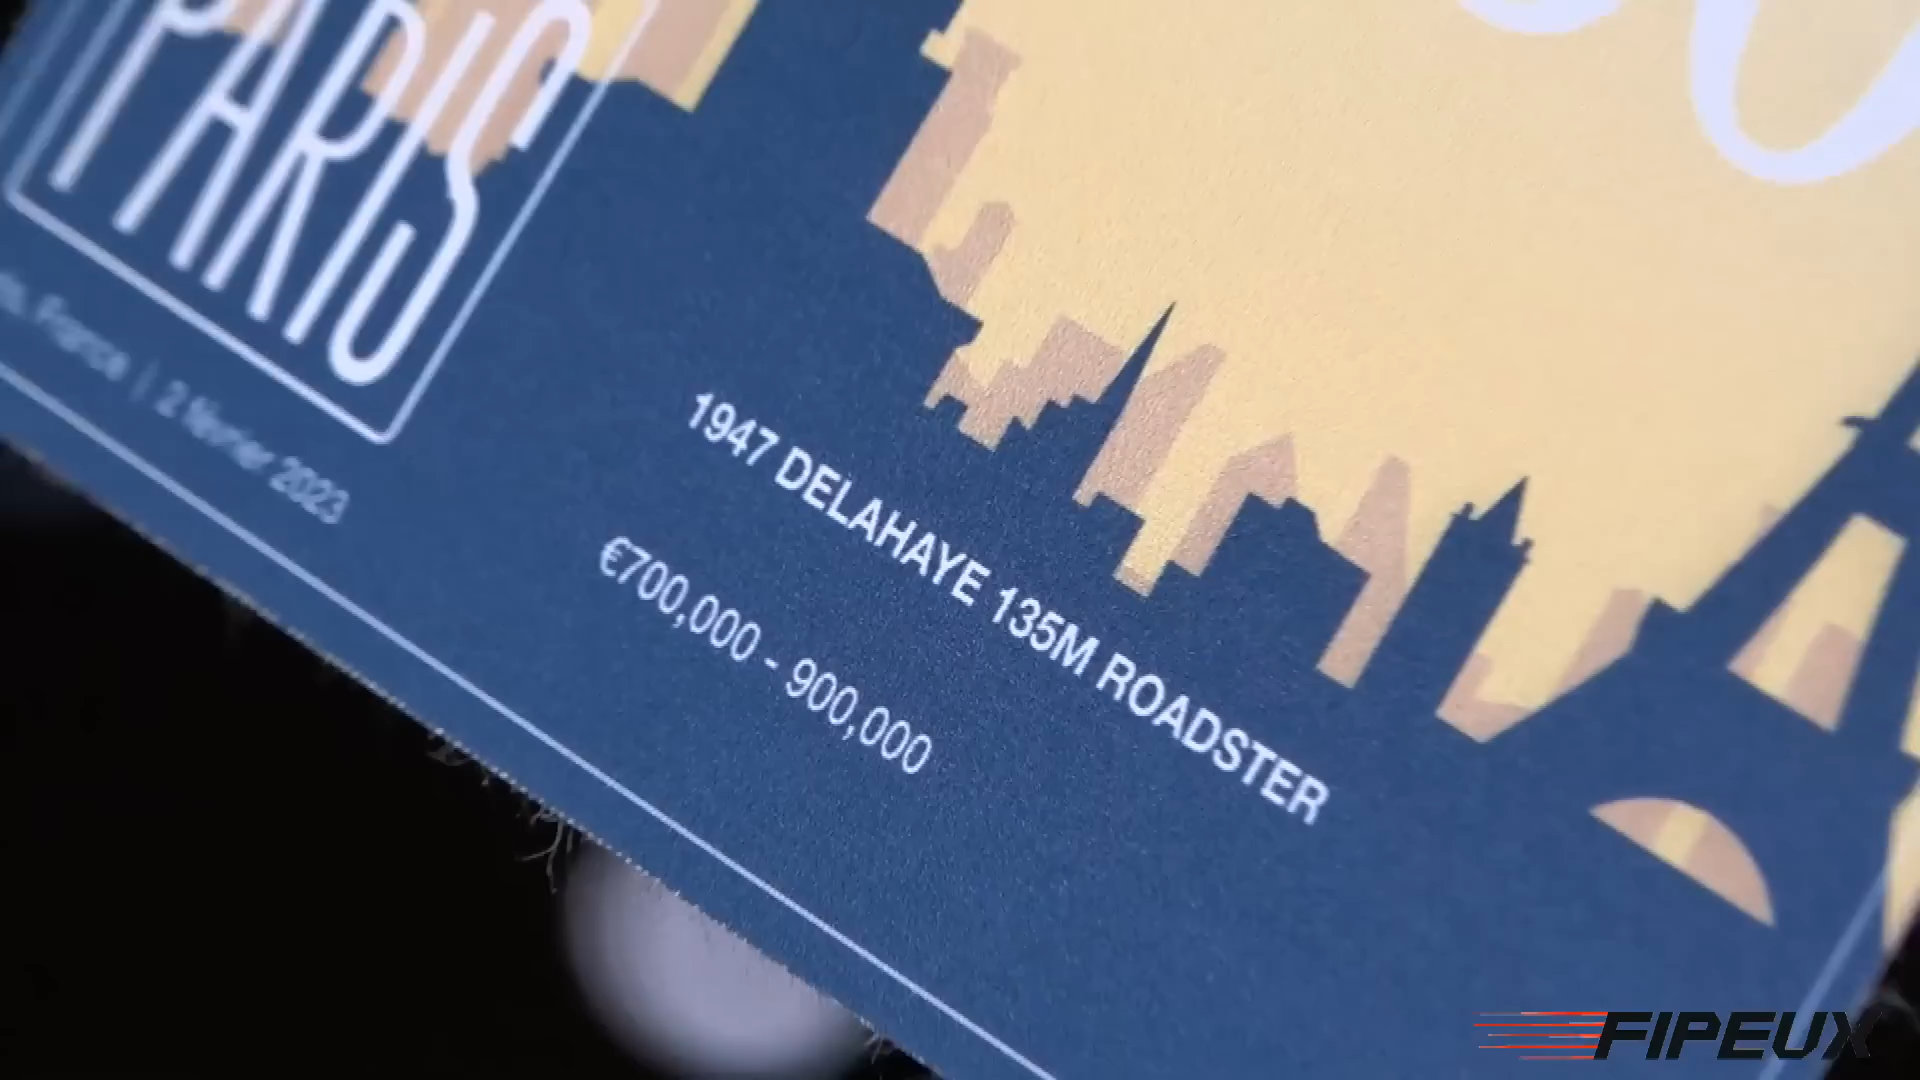 PARIS
France | 2 février 2023
1947 DELAHAYE 135M ROADSTER
€700,000 - 900,000
FIPEUX